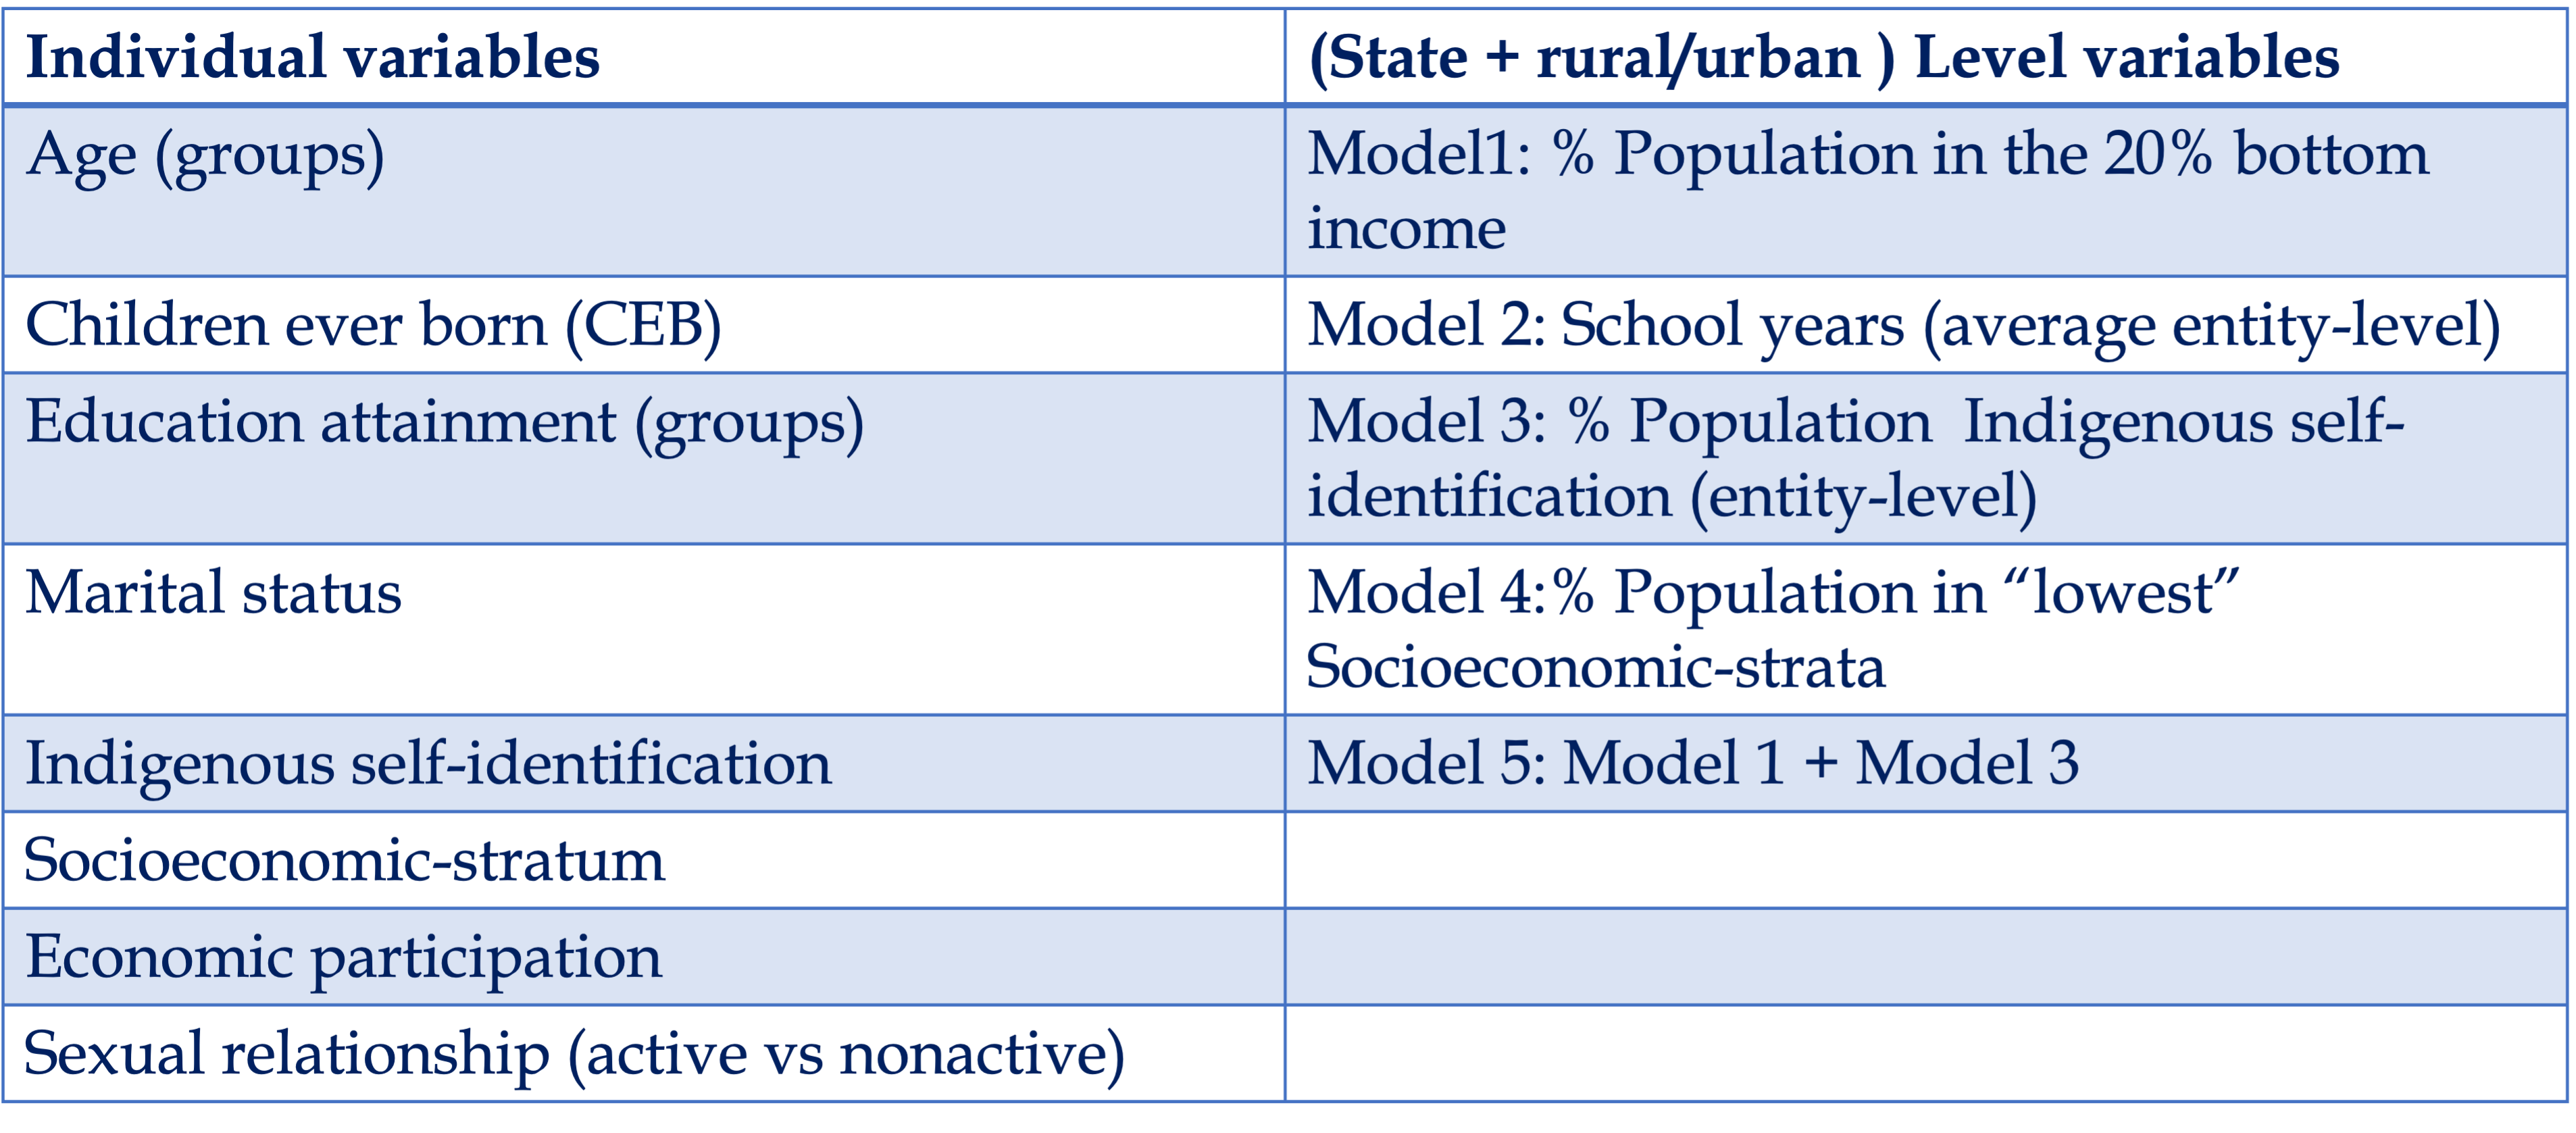 Individual variables
(State + rural/urban ) Level variables
Age (groups)
Model1: % Population in the 20% bottom
income
Children ever born (CEB)
Model 2: School years (average entity-level)
Education attainment (groups)
Model 3: % Population  Indigenous self-
identification (entity-level)
Marital status
Model 4:% Population in “lowest”
Socioeconomic-strata
Indigenous self-identification
Model 5: Model 1 + Model 3
Socioeconomic-stratum
Economic participation
Sexual relationship (active vs nonactive)